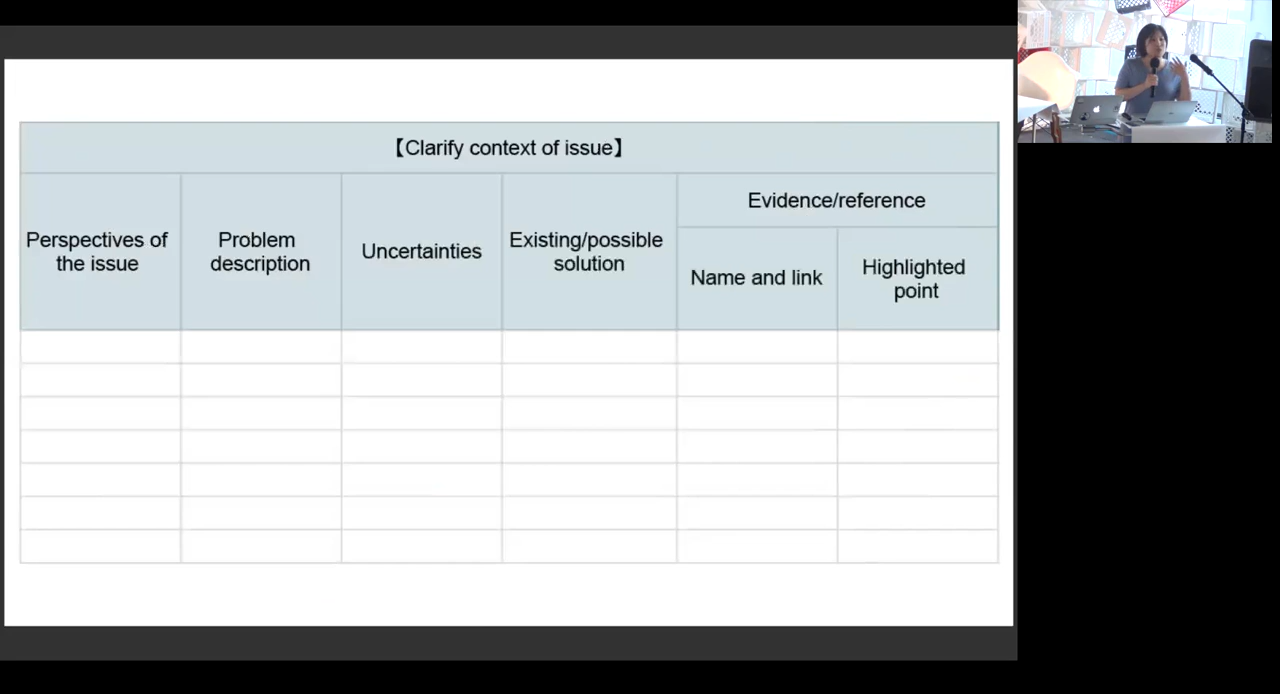 【Clarify context of issue】
Perspectives of
the issue
Problem
description
Uncertainties
Existing/possible
solution
Evidence/reference
Name and link
Highlighted
point